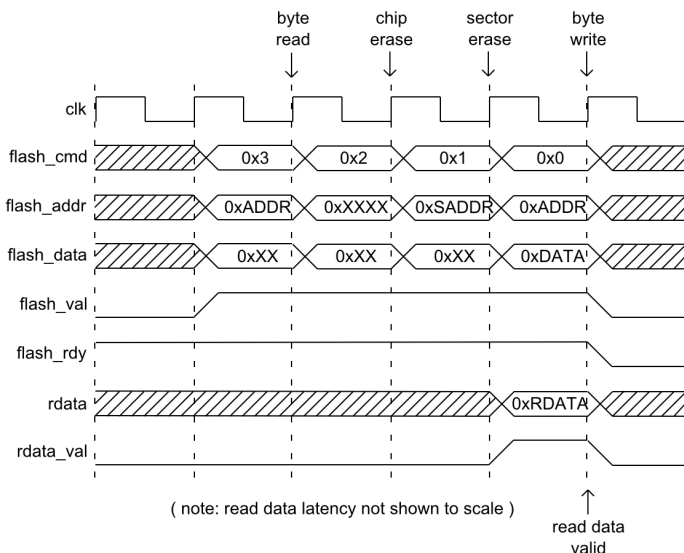 byte read chip erase sector erase byte write
clk
flash_cmd 0x3 0x2 0x1 0x0
flash_addr 0xADDR 0xXXXX 0xSADDR 0xADDR
flash_data 0xXX 0xXX 0xXX 0xDATA
flash_val
flash_rdy
rdata 0xRDATA
rdata_val
( note: read data latency not shown to scale )
read data
valid